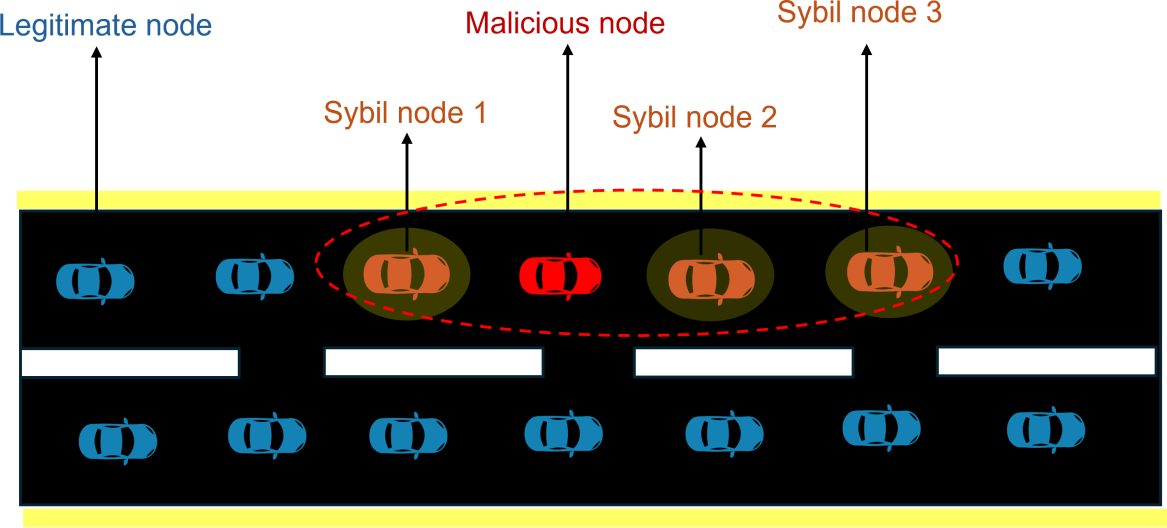 Legitimate node
Malicious node
Sybil node 3
Sybil node 1
Sybil node 2